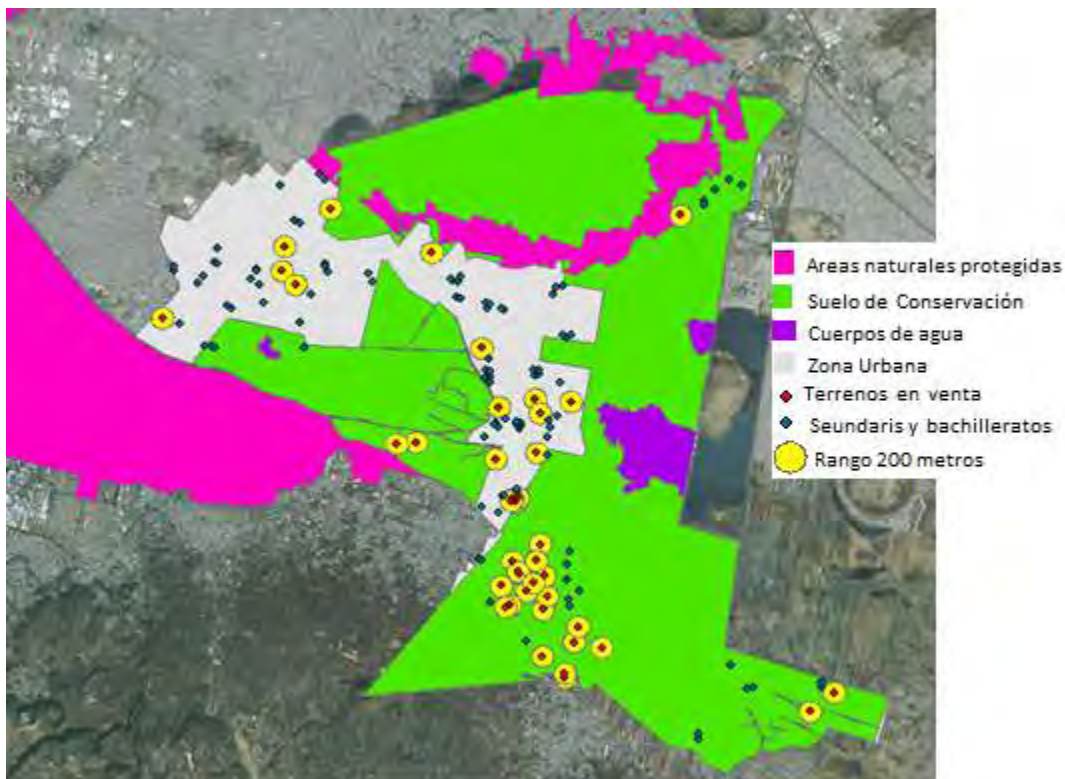 Areas naturales protegidas
Suelo de Conservación
Cuerpos de agua
Zona Urbana
Terrenos en venta
Seundaris y bachilleratos
Rango 200 metros